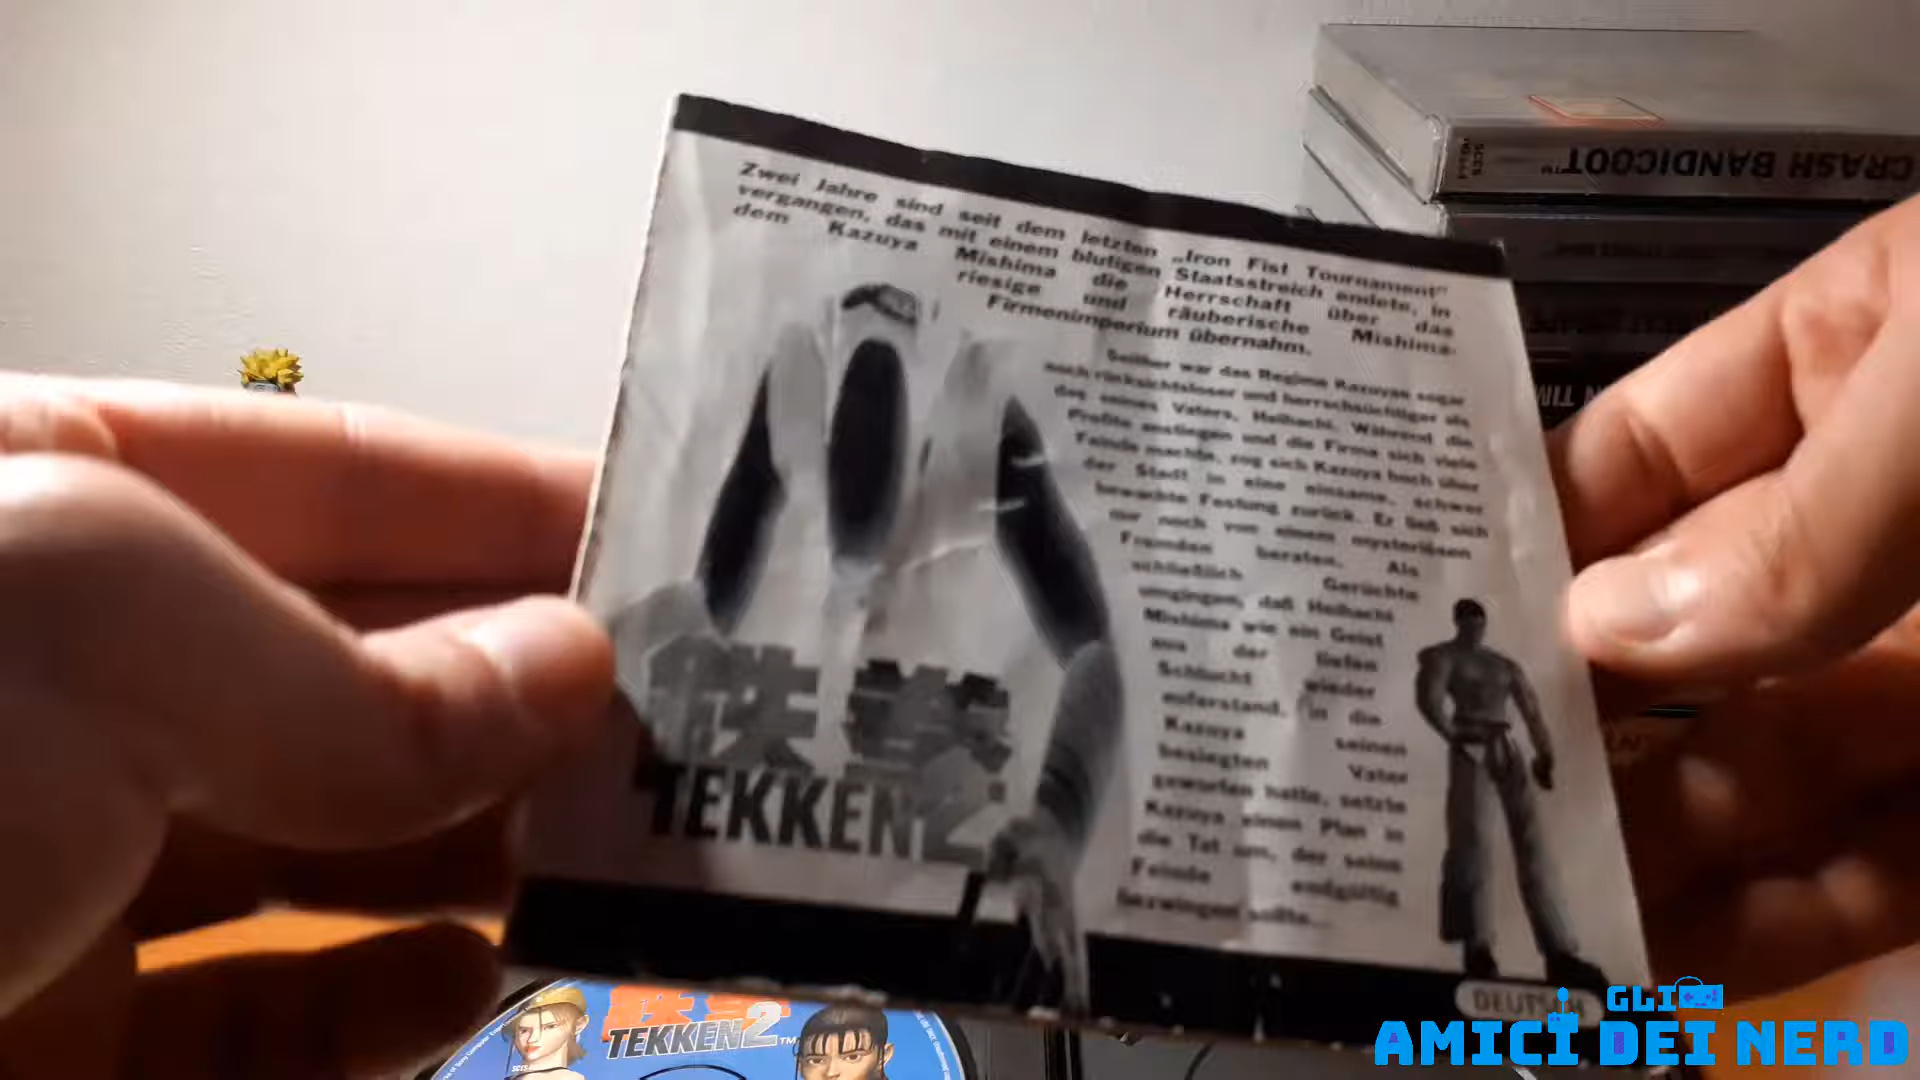 Zwei Jahre sind seit dem letzten „Iron Fist Tournament"
vergangen, das mit einem blutigen Staatsstreich endete, in
dem Kazuya Mishima die Herrschaft über das
riesige und räuberische Mishima-
Firmenimperium übernahm.
Seither war das Regime Kazuyas sogar
noch rücksichtsloser und herrschsüchtiger als
das seines Vaters, Heihachi. Während die
Profite anstiegen und die Firma sich viele
Feinde machte, zog sich Kazuya hoch über
der Stadt in eine einsame, schwer
bewachte Festung zurück. Er ließ sich
nur noch von einem mysteriösen
Fremden beraten. Als
schließlich Gerüchte
umgingen, daß Heihachi
Mishima wie ein Geist
aus der tiefen
Schlucht wieder
auferstand, in die
Kazuya seinen
besiegten Vater
geworfen hatte, setzte
Kazuya einen Plan in
die Tat um, der seine
Feinde endgültig
bezwingen sollte...
鉄拳
TEKKEN 2
DEUTSCH
CRASH BANDICOOT™
SCES
TEKKEN 2™
SCES
GLI
AMICI DEI NERD